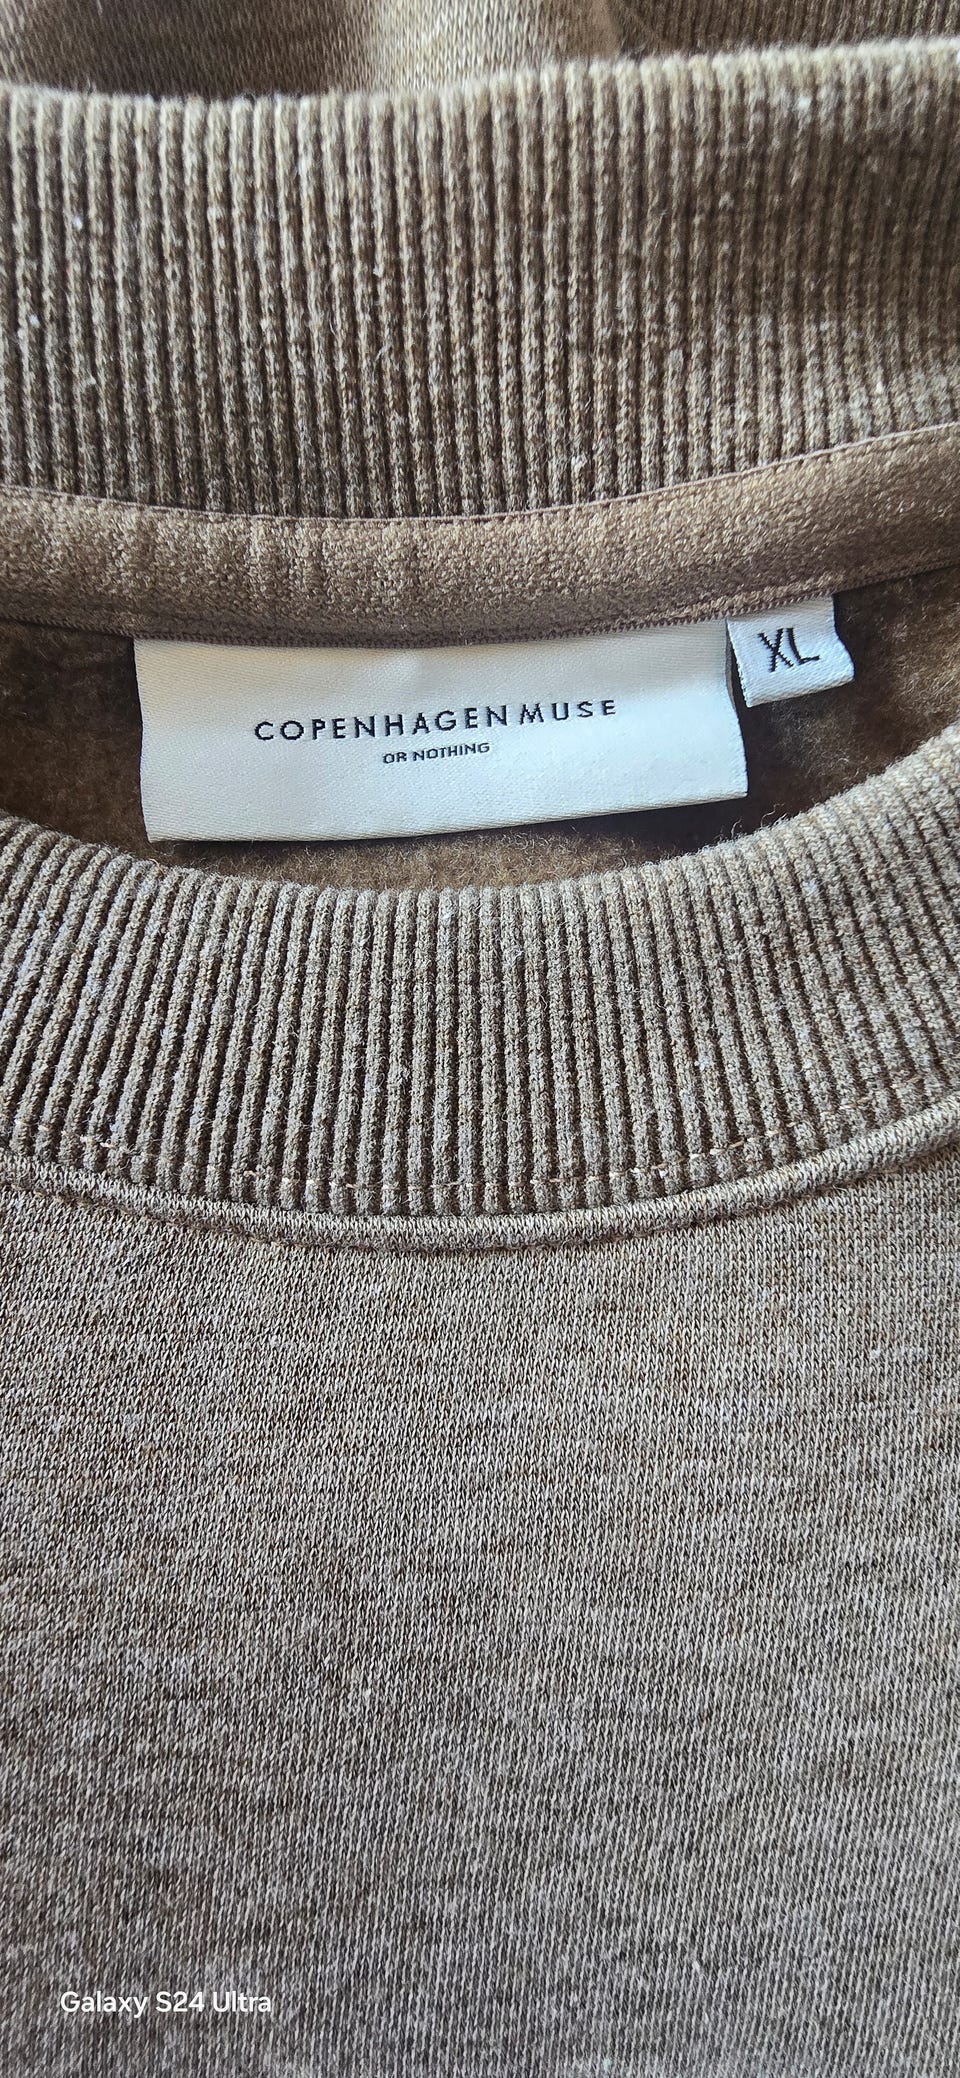 XL
COPENHAGEN MUSE
OR NOTHING
Galaxy S24 Ultra